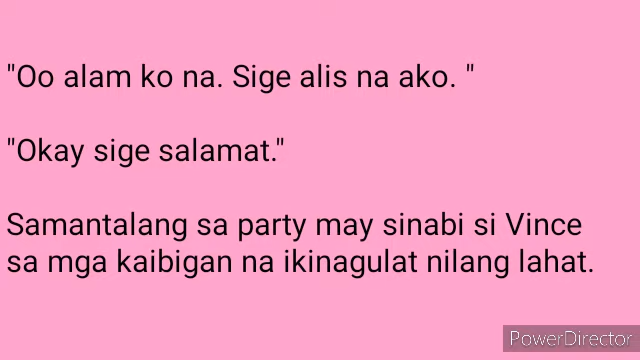 "Oo alam ko na. Sige alis na ako. "
"Okay sige salamat."
Samantalang sa party may sinabi si Vince
sa mga kaibigan na ikinagulat nilang lahat.
PowerDirector